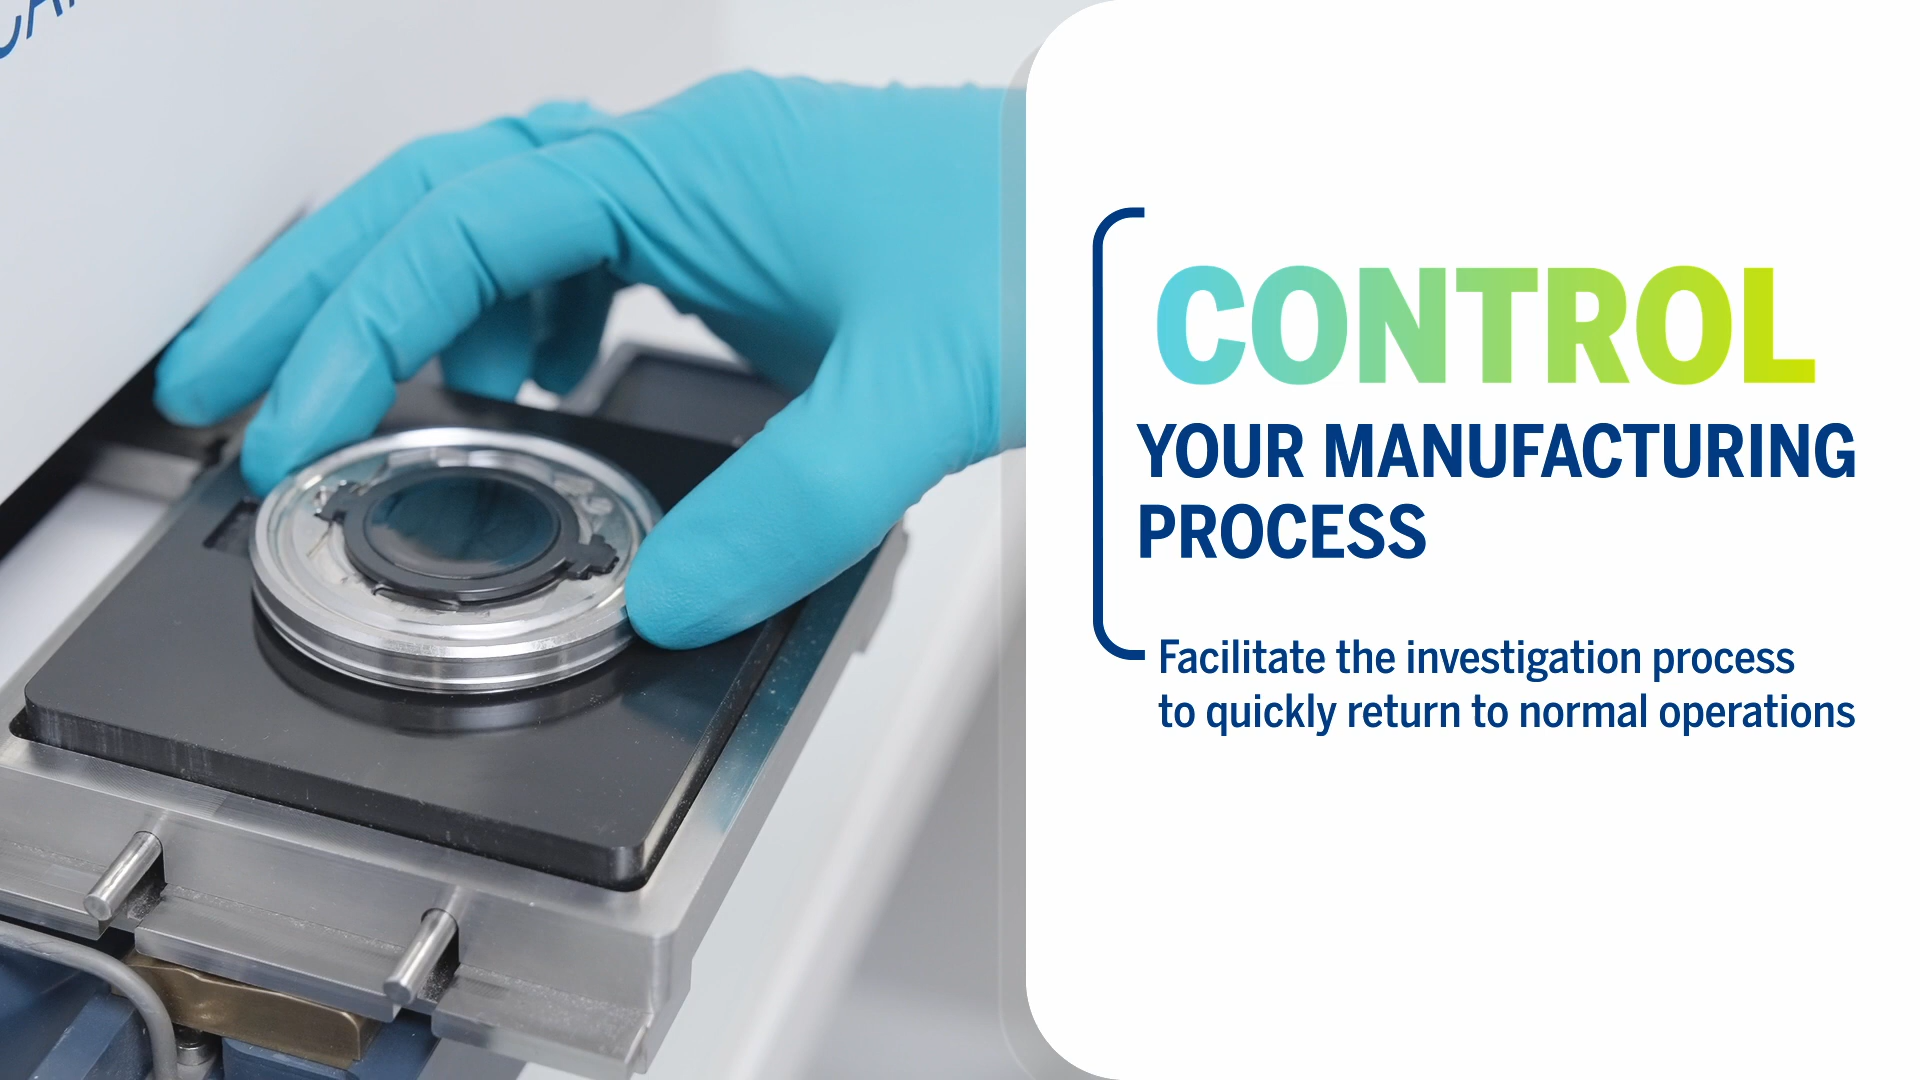 CONTROL
YOUR MANUFACTURING
PROCESS
Facilitate the investigation process
to quickly return to normal operations